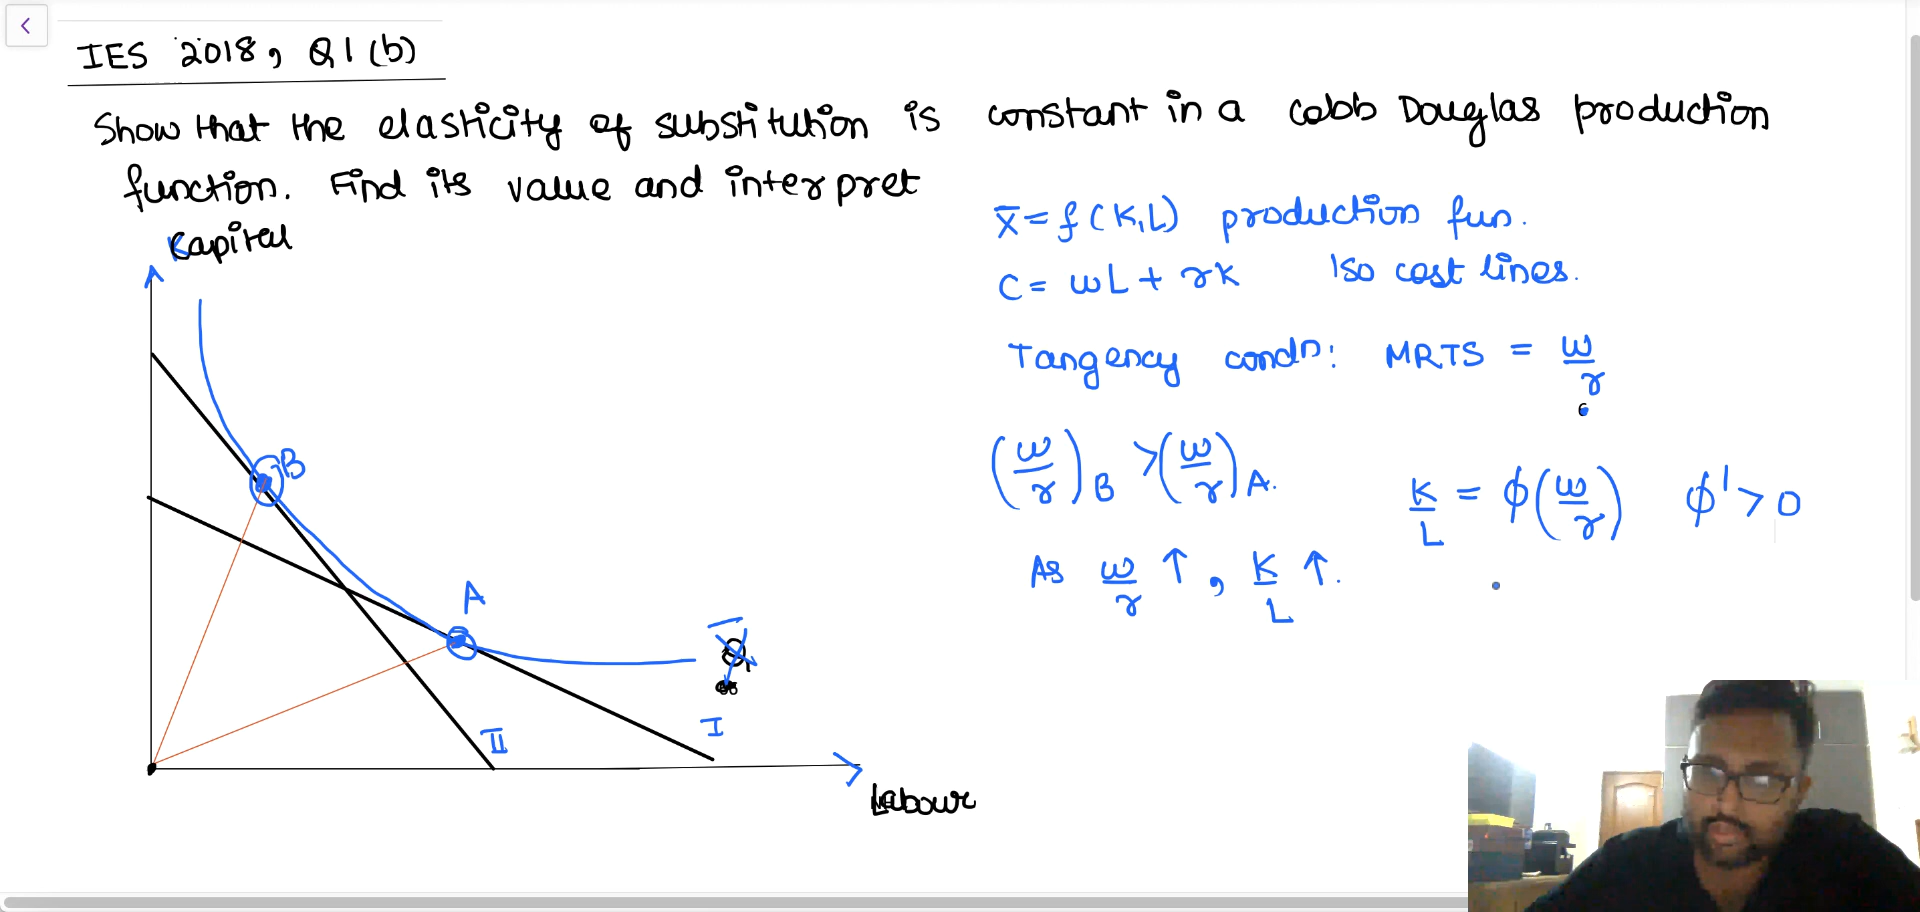 IES 2018, Q1(b)
Show that the elasticity of substitution is constant in a cobb Douglas production
function. Find its value and interpret
Capital
x̄ = f(K,L) production fun.
C = wL + rK Iso cost lines.
Tangency condn: MRTS = w/r
(w/r)B > (w/r)A.
K/L = ϕ(w/r) ϕ' > 0
As w/r ↑, K/L ↑.
B
A
II
I
Labour